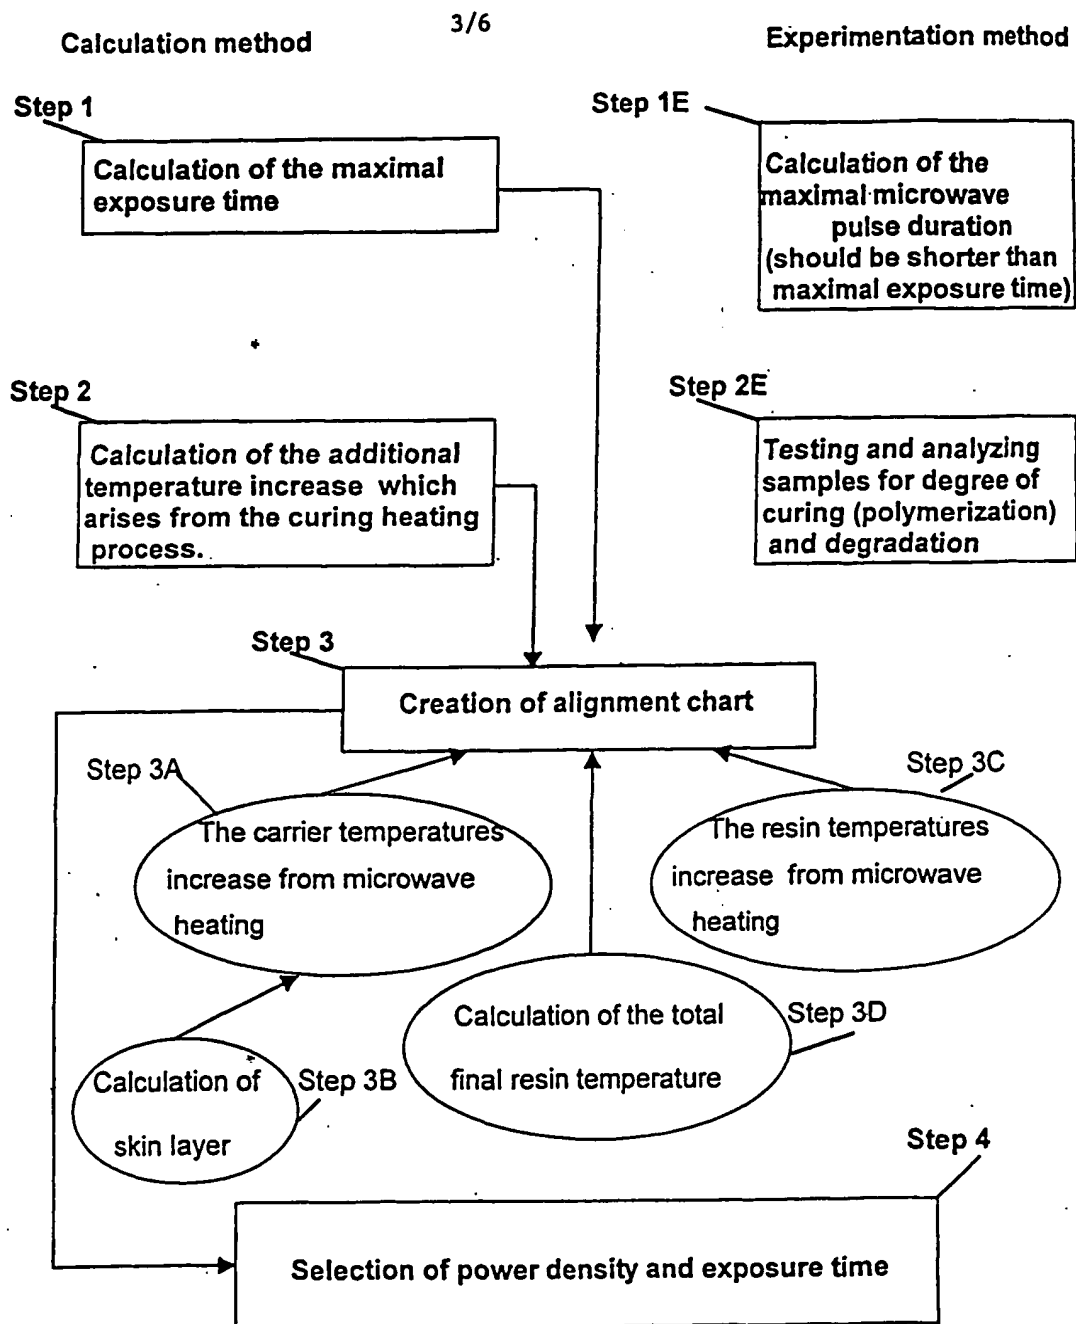 3/6
Calculation method
Experimentation method
Step 1
Calculation of the maximal
exposure time
Step 1E
Calculation of the
maximal microwave
pulse duration
(should be shorter than
maximal exposure time)
Step 2
Calculation of the additional
temperature increase which
arises from the curing heating
process.
Step 2E
Testing and analyzing
samples for degree of
curing (polymerization)
and degradation
Step 3
Creation of alignment chart
Step 3A
The carrier temperatures
increase from microwave
heating
Step 3C
The resin temperatures
increase from microwave
heating
Calculation of
skin layer
Step 3B
Calculation of the total
final resin temperature
Step 3D
Step 4
Selection of power density and exposure time